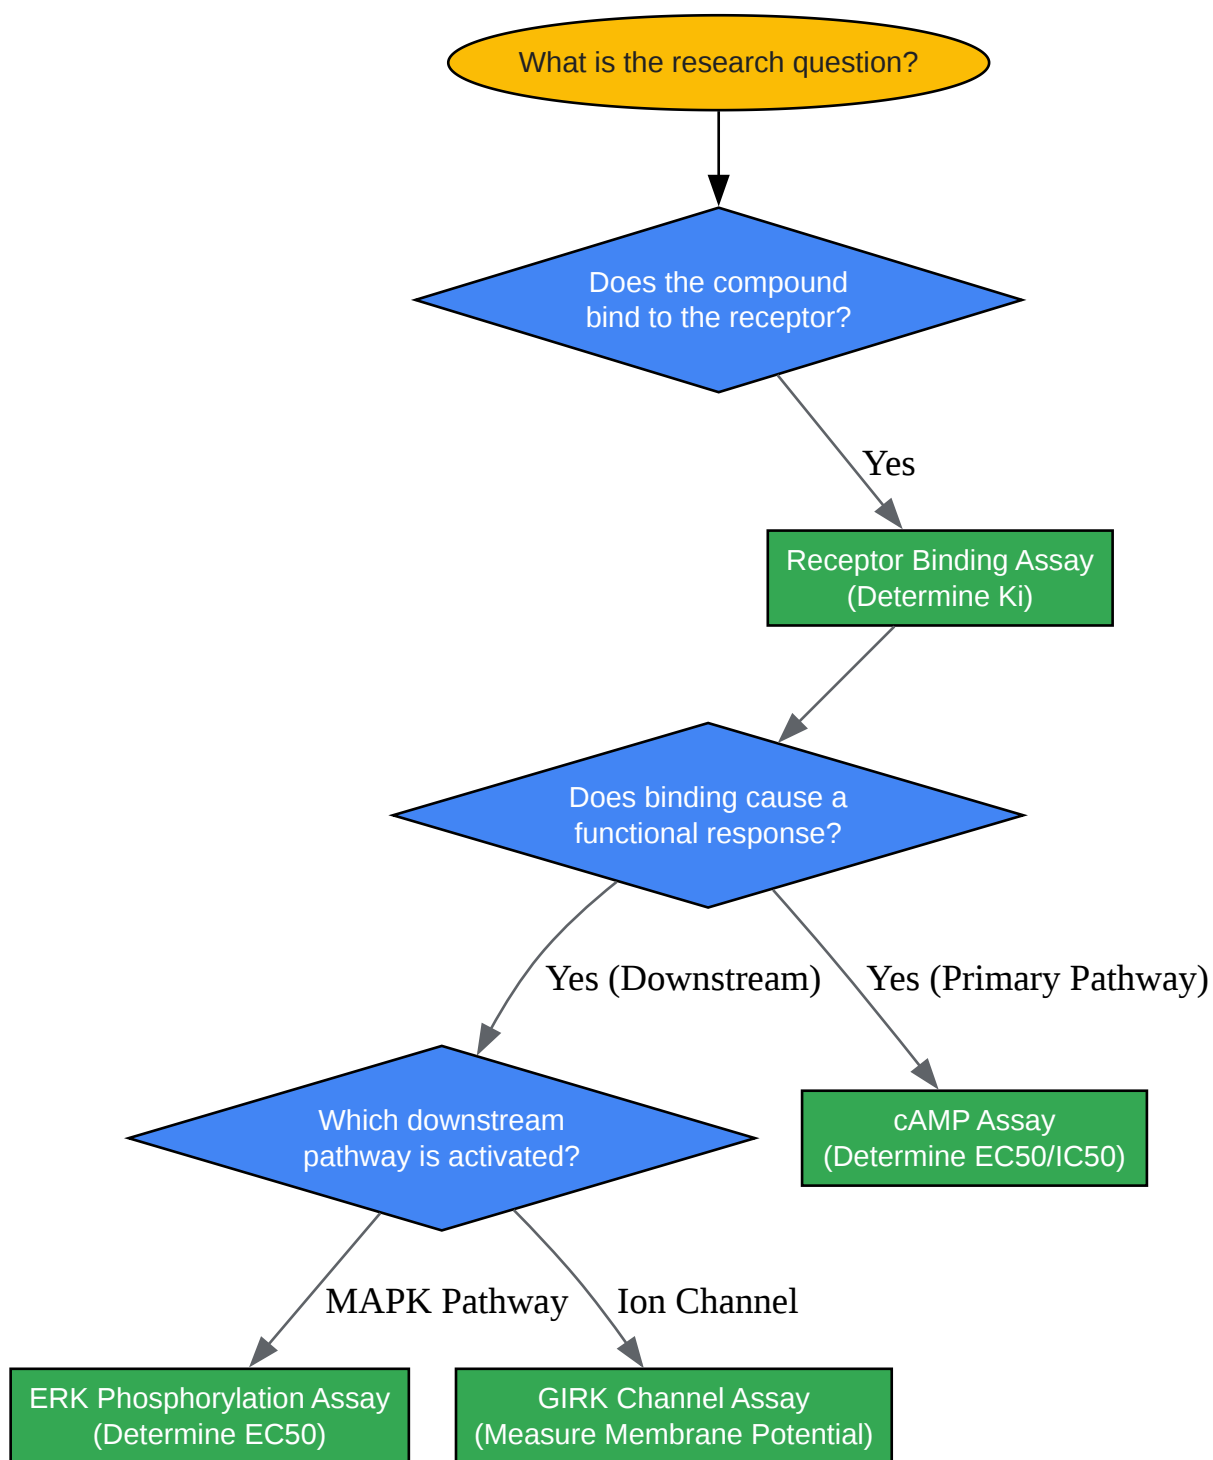 What is the research question?
Does the compound
bind to the receptor?
Yes
Receptor Binding Assay
(Determine Ki)
Does binding cause a
functional response?
Yes (Downstream)
Yes (Primary Pathway)
Which downstream
pathway is activated?
cAMP Assay
(Determine EC50/IC50)
MAPK Pathway
Ion Channel
ERK Phosphorylation Assay
(Determine EC50)
GIRK Channel Assay
(Measure Membrane Potential)